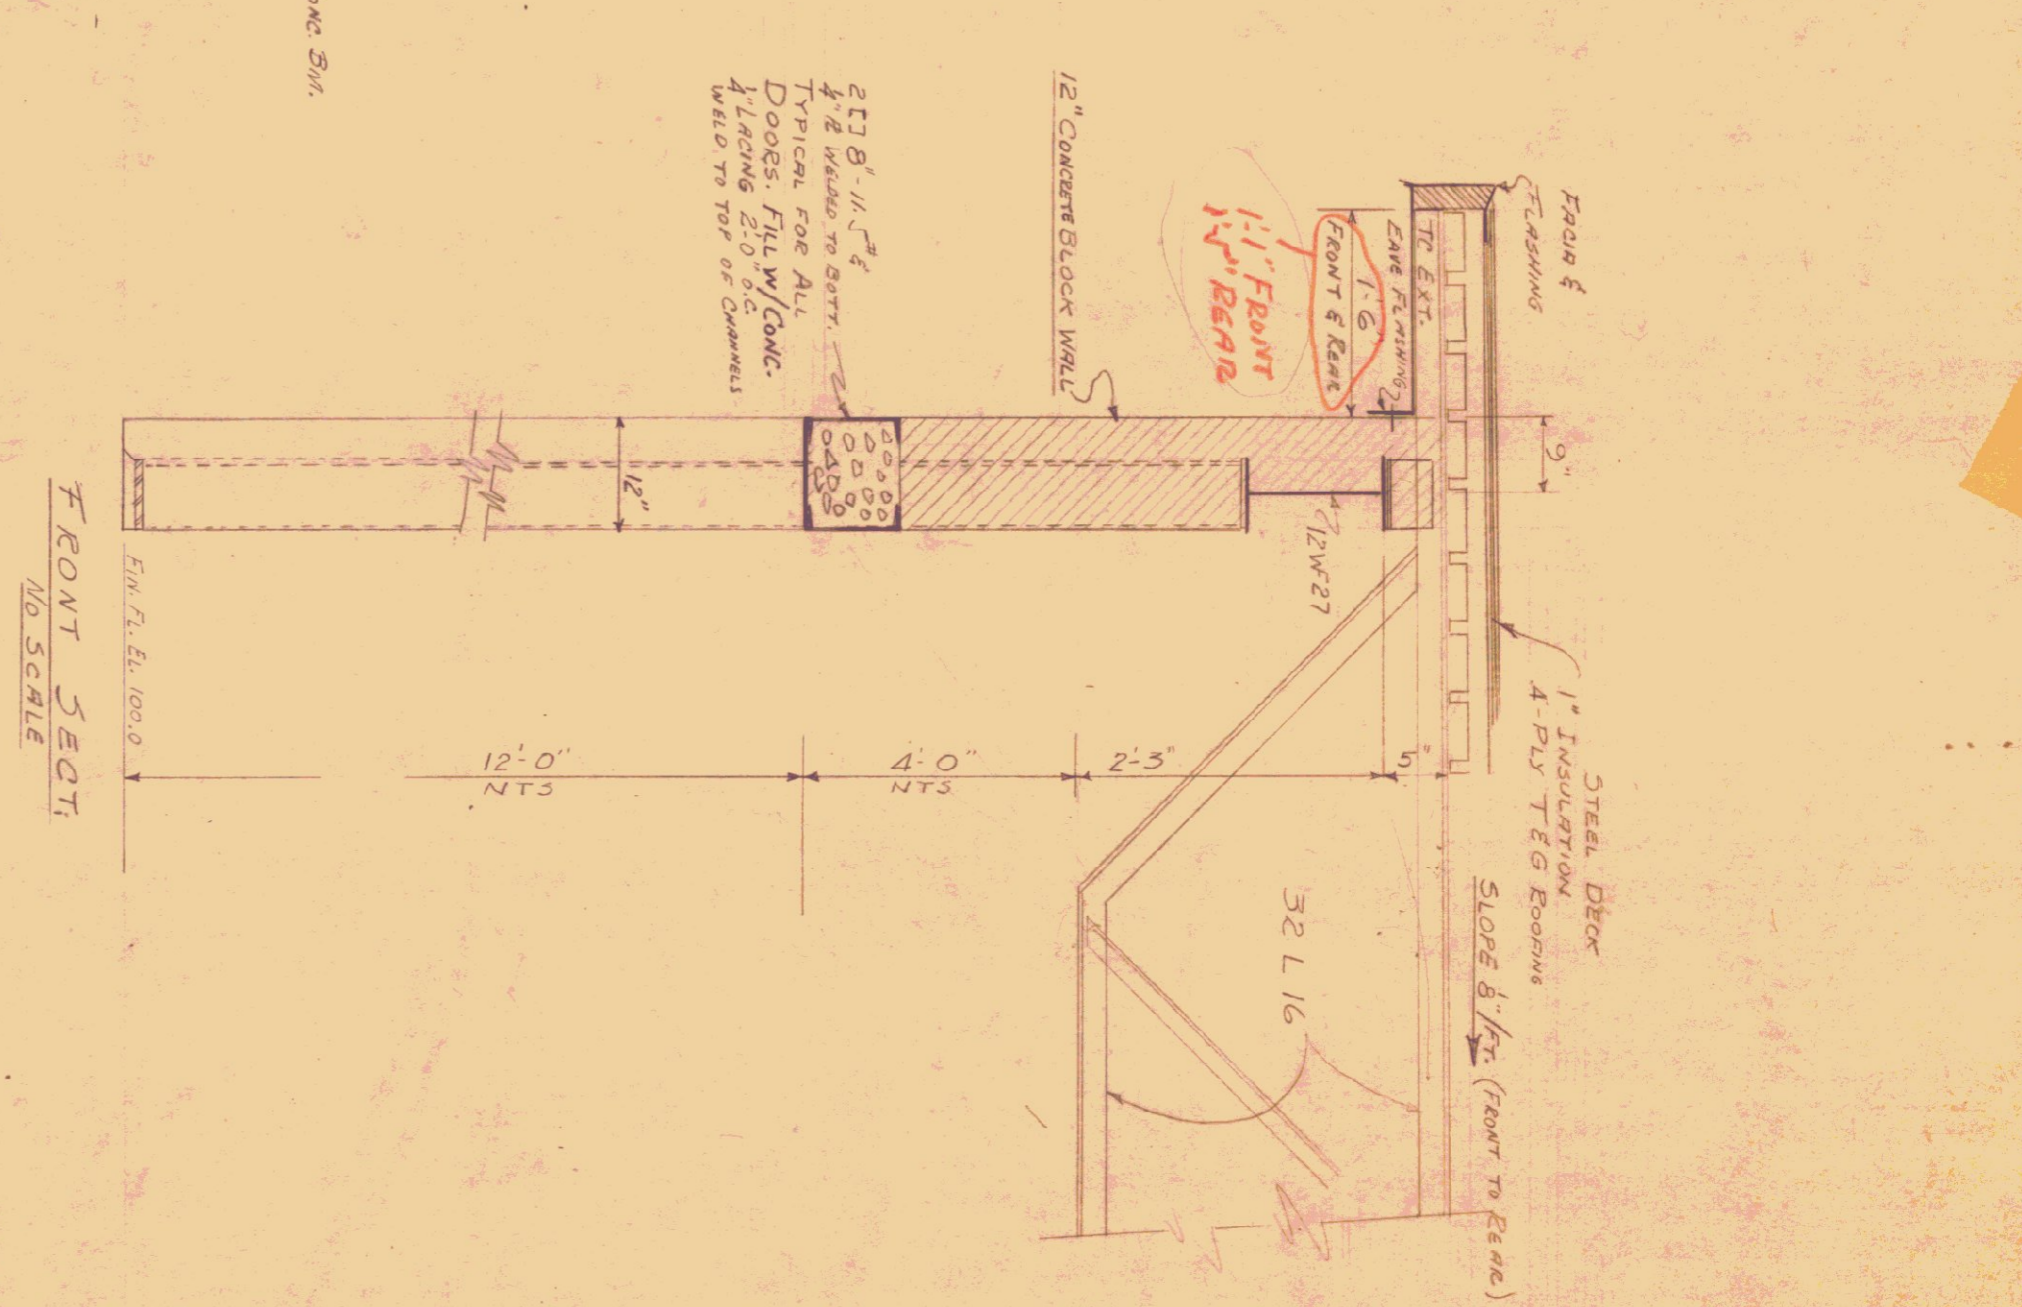 FACIA &
FLASHING
STEEL DECK
1" INSULATION
4-PLY T&G ROOFING
SLOPE 1/8"/FT. (FRONT TO REAR)
9"
TC EXT.
EAVE FLASHING
1'-6"
FRONT & REAR
1'-1" FRONT
REAR
12WF27
5"
32 L 16
12" CONCRETE BLOCK WALL
2'-3"
2 [ ] 8"-11.5# &
1/4" PL WELDED TO BOTT.
TYPICAL FOR ALL
DOORS. FILL W/CONC.
1/4" LACING 2'-0" O.C.
WELD TO TOP OF CHANNELS
4'-0"
NTS
12"
12'-0"
NTS
BM.
FIN. FL. EL. 100.0
FRONT SECT.
NO SCALE